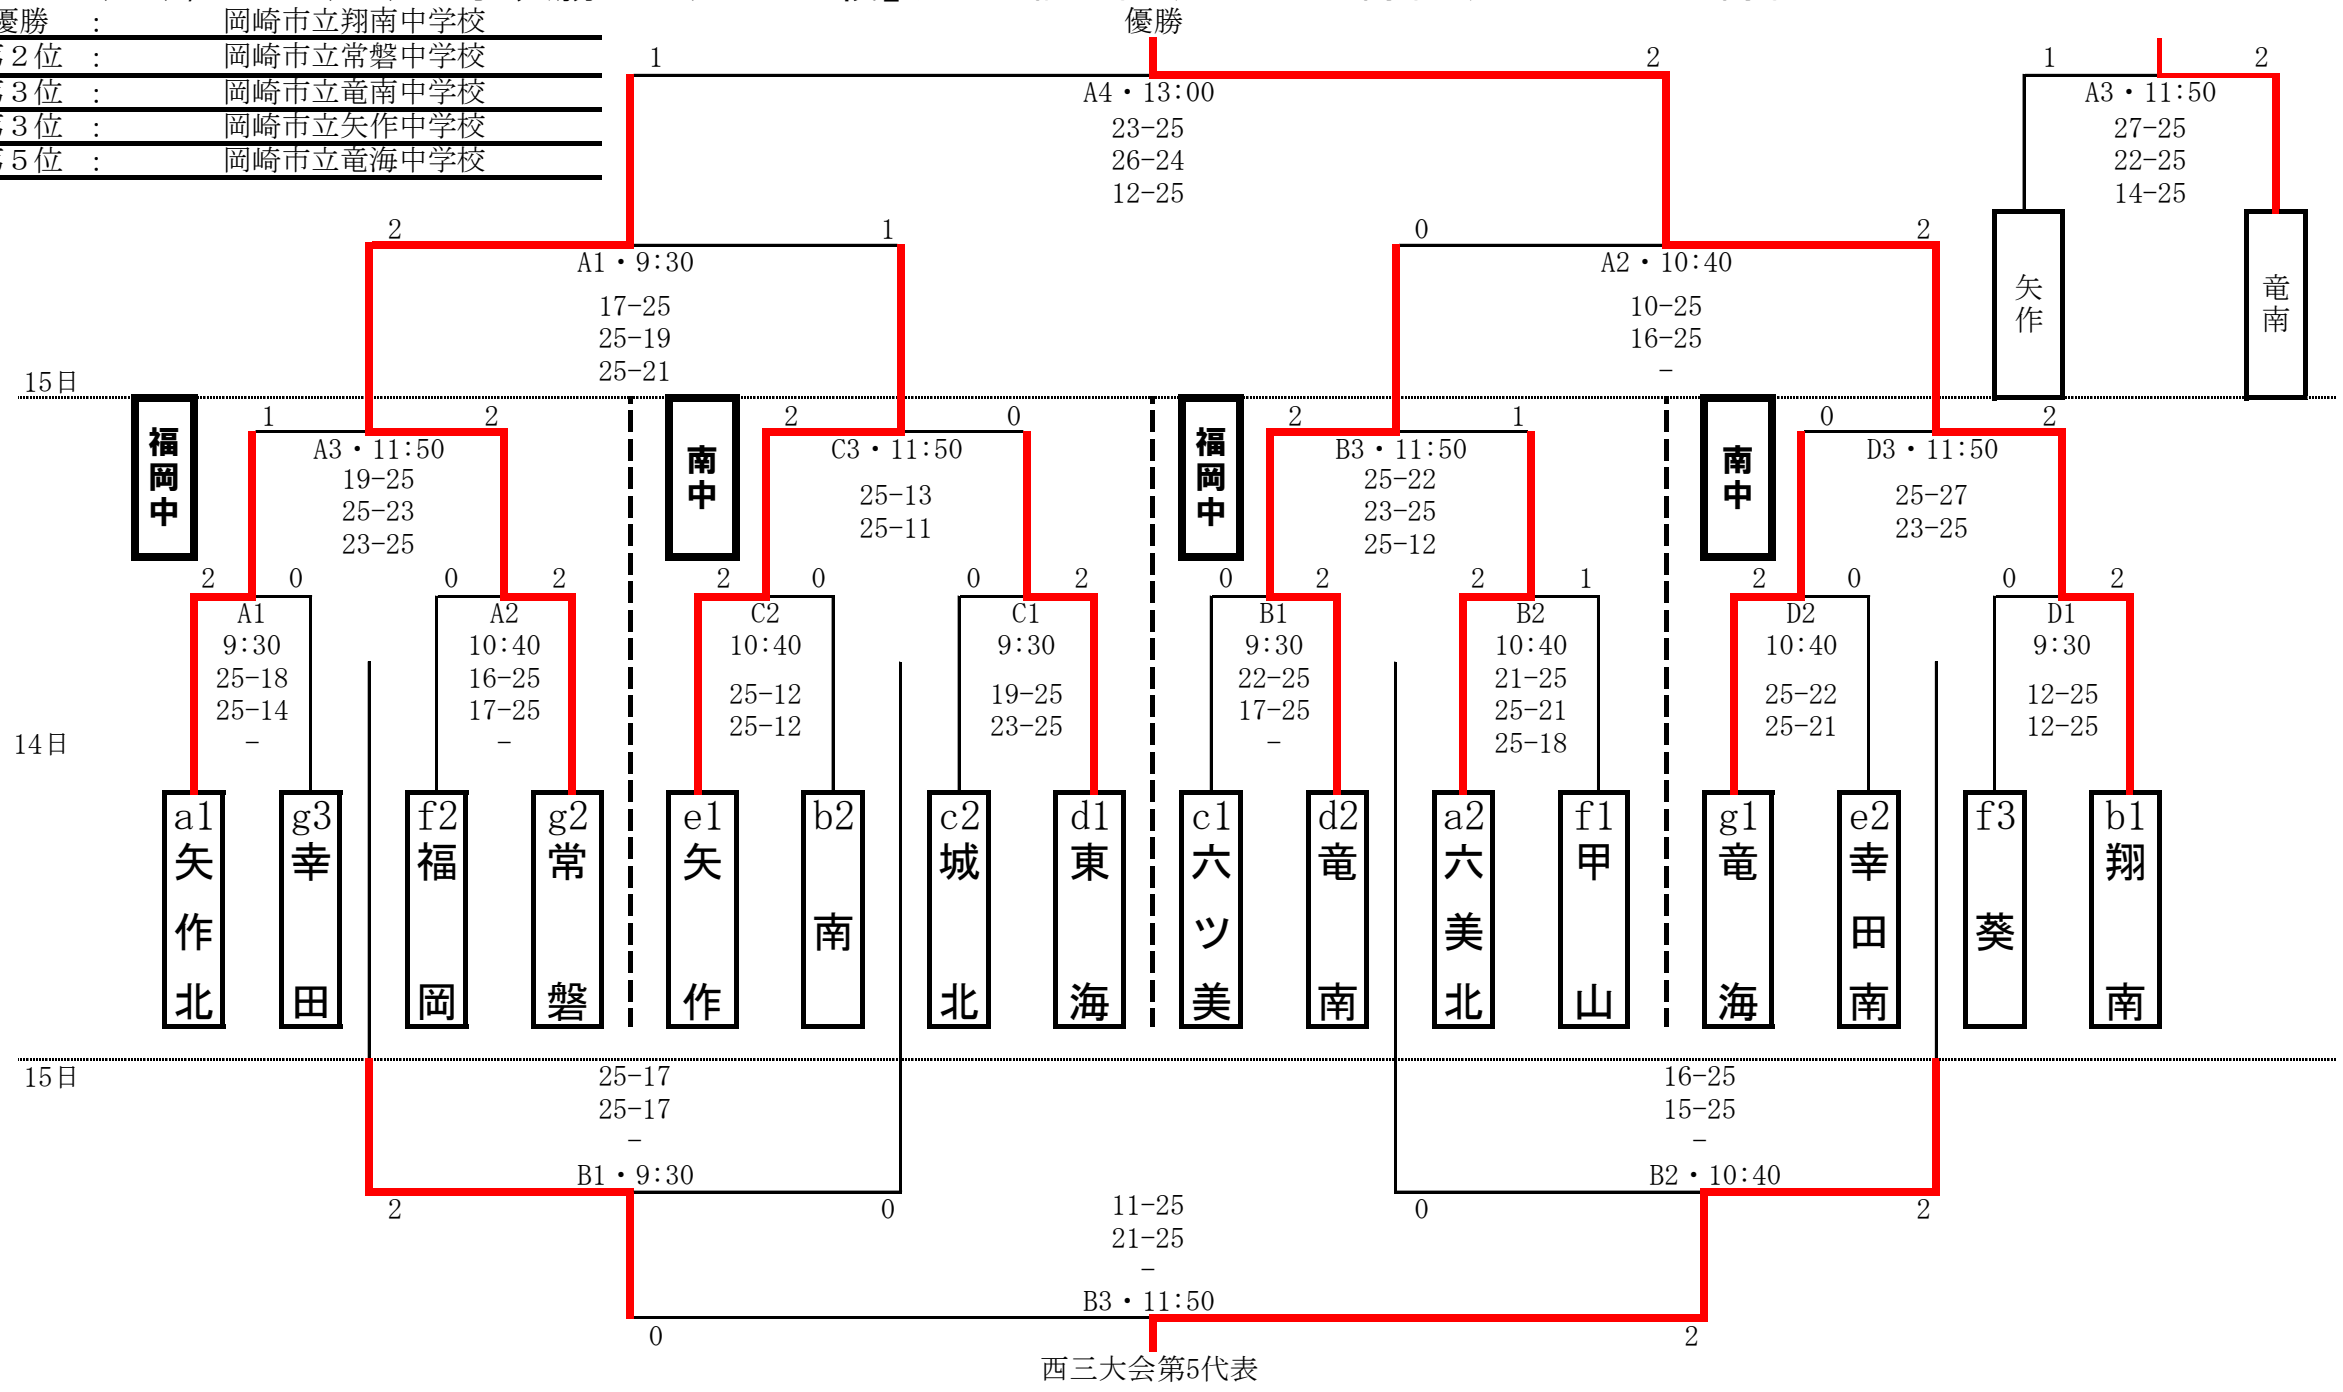 優勝 : 岡崎市立翔南中学校
２位 : 岡崎市立常磐中学校
３位 : 岡崎市立竜南中学校
３位 : 岡崎市立矢作中学校
５位 : 岡崎市立竜海中学校
優勝
1 2
A4・13:00
23-25
26-24
12-25
1 2
A3・11:50
27-25
22-25
14-25
矢作
竜南
2 1
A1・9:30
17-25
25-19
25-21
0 2
A2・10:40
10-25
16-25
-
15日
福岡中
1 2
A3・11:50
19-25
25-23
23-25
南中
2 0
C3・11:50
25-13
25-11
福岡中
2 1
B3・11:50
25-22
23-25
25-12
南中
0 2
D3・11:50
25-27
23-25
2 0
A1
9:30
25-18
25-14
-
0 2
A2
10:40
16-25
17-25
-
2 0
C2
10:40
25-12
25-12
0 2
C1
9:30
19-25
23-25
0 2
B1
9:30
22-25
17-25
-
2 1
B2
10:40
21-25
25-21
25-18
2 0
D2
10:40
25-22
25-21
0 2
D1
9:30
12-25
12-25
14日
a1 矢作北
g3 幸田
f2 福岡
g2 常磐
e1 矢作
b2 南
c2 城北
d1 東海
c1 六ツ美
d2 竜南
a2 六美北
f1 甲山
g1 竜海
e2 幸田南
f3 葵
b1 翔南
15日
25-17
25-17
-
B1・9:30
2 0
16-25
15-25
-
B2・10:40
0 2
11-25
21-25
-
B3・11:50
0 2
西三大会第5代表